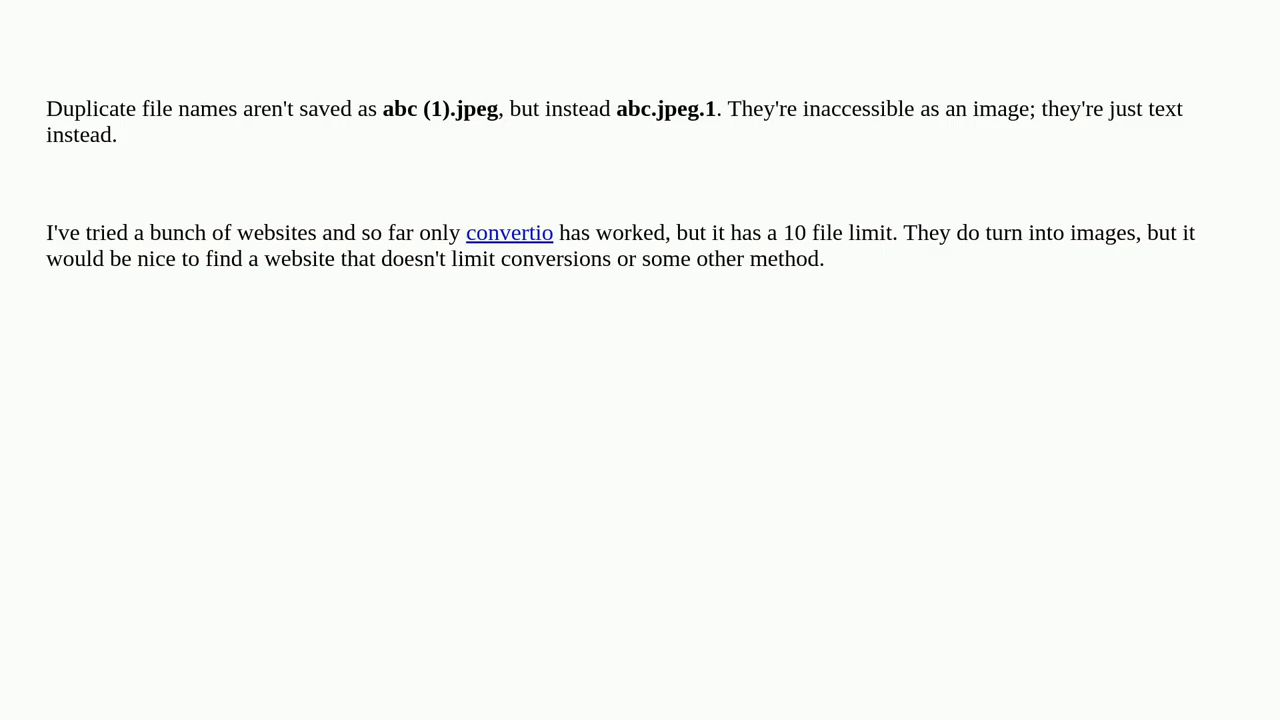 Duplicate file names aren't saved as abc (1).jpeg, but instead abc.jpeg.1. They're inaccessible as an image; they're just text
instead.
I've tried a bunch of websites and so far only convertio has worked, but it has a 10 file limit. They do turn into images, but it
would be nice to find a website that doesn't limit conversions or some other method.